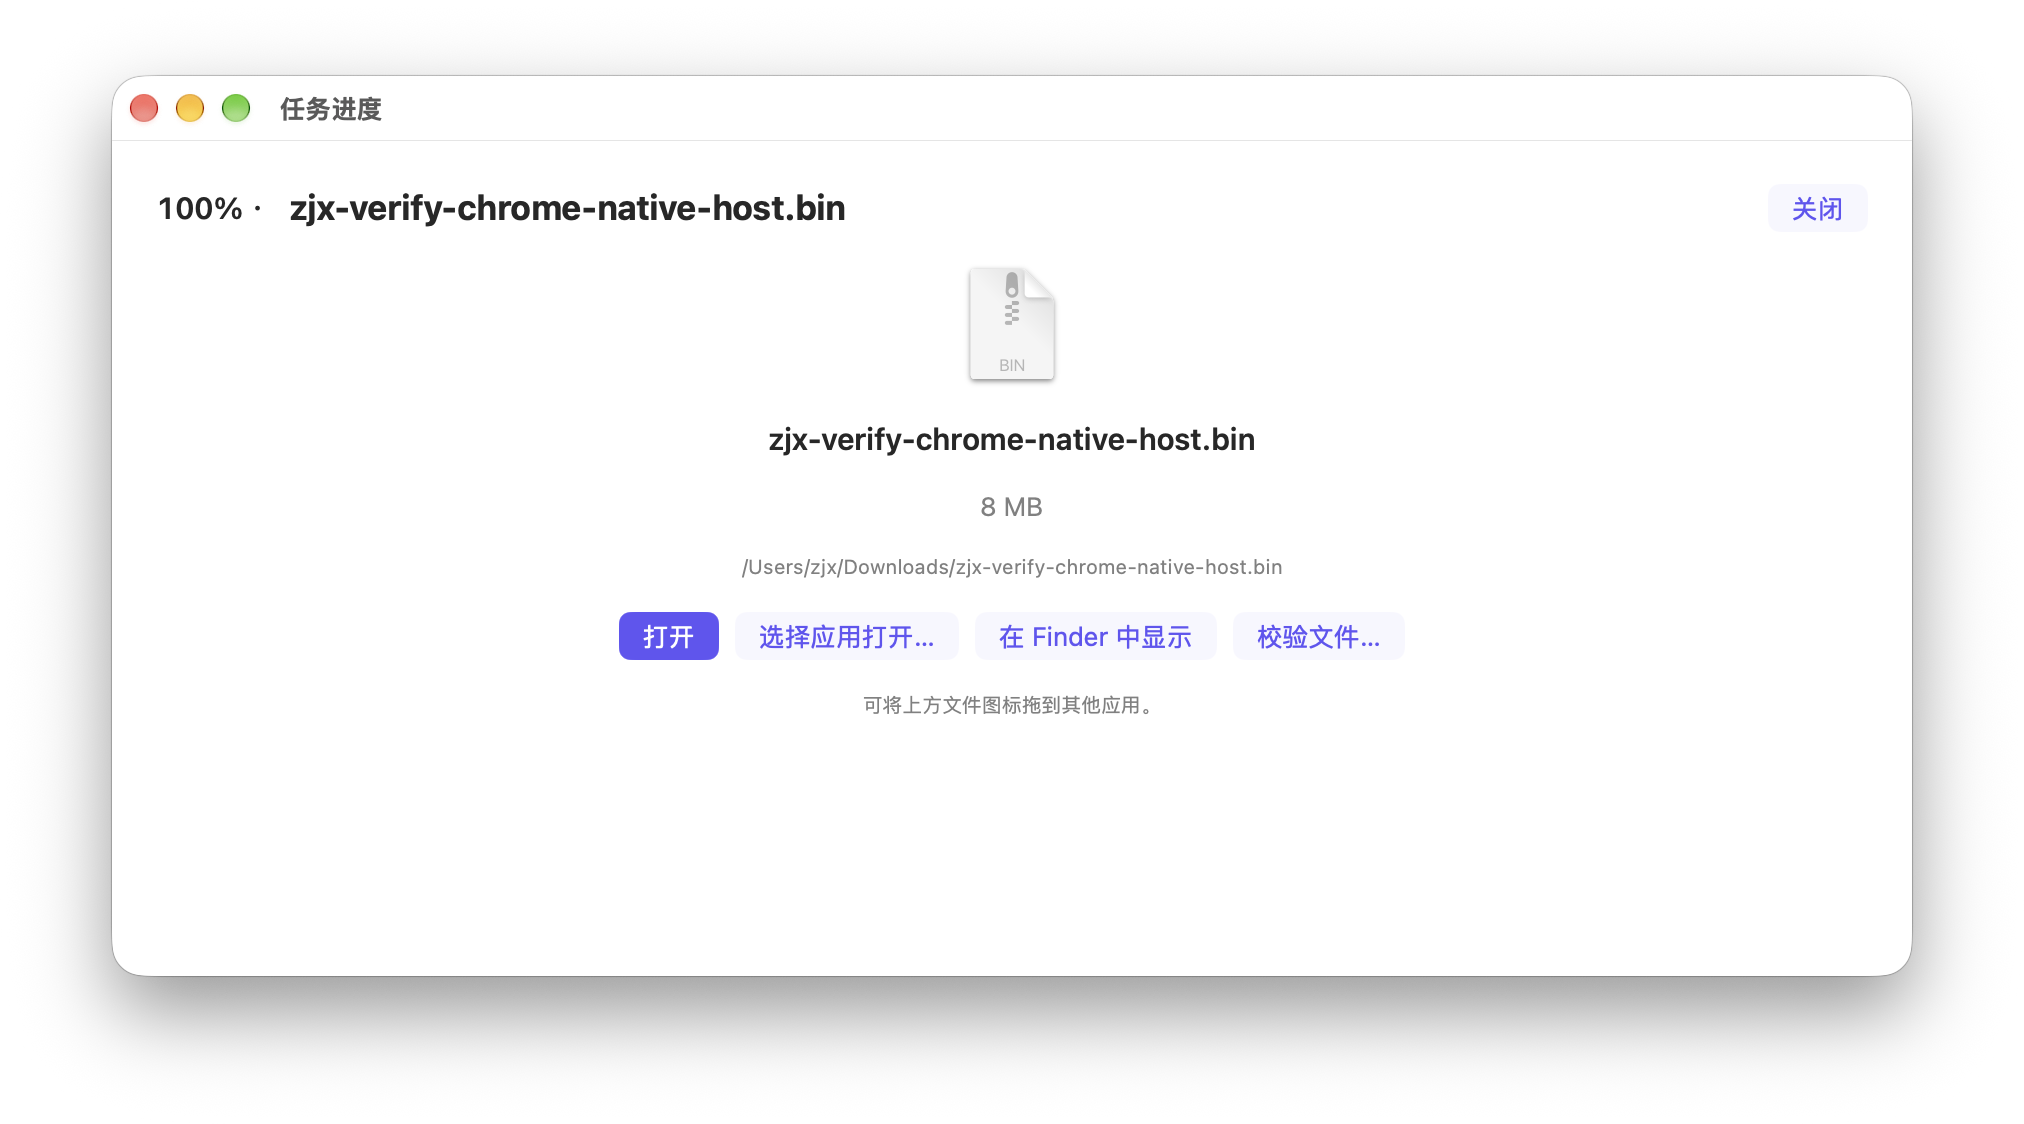 任务进度
100% · zjx-verify-chrome-native-host.bin 关闭
BIN
zjx-verify-chrome-native-host.bin
8 MB
/Users/zjx/Downloads/zjx-verify-chrome-native-host.bin
打开 选择应用打开... 在 Finder 中显示 校验文件...
可将上方文件图标拖到其他应用。